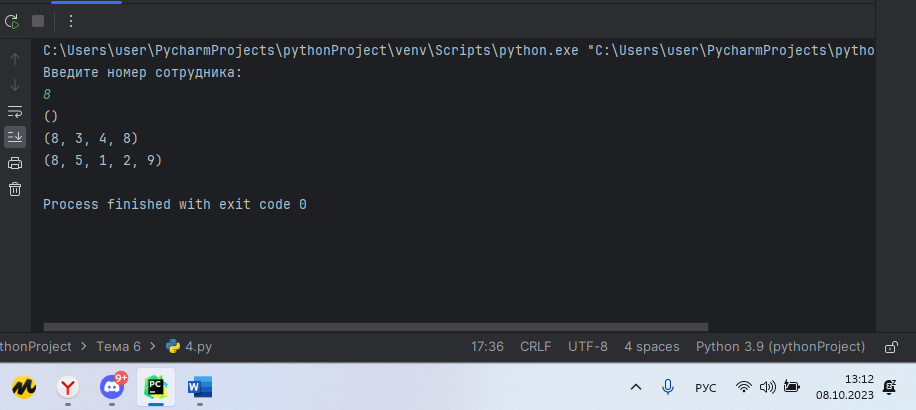 C:\Users\user\PycharmProjects\pythonProject\venv\Scripts\python.exe "C:\Users\user\PycharmProjects\pytho
Введите номер сотрудника:
8
()
(8, 3, 4, 8)
(8, 5, 1, 2, 9)
Process finished with exit code 0
thonProject > Тема 6 > 4.py 17:36 CRLF UTF-8 4 spaces Python 3.9 (pythonProject)
Y 9+ PC W РУС 13:12
08.10.2023